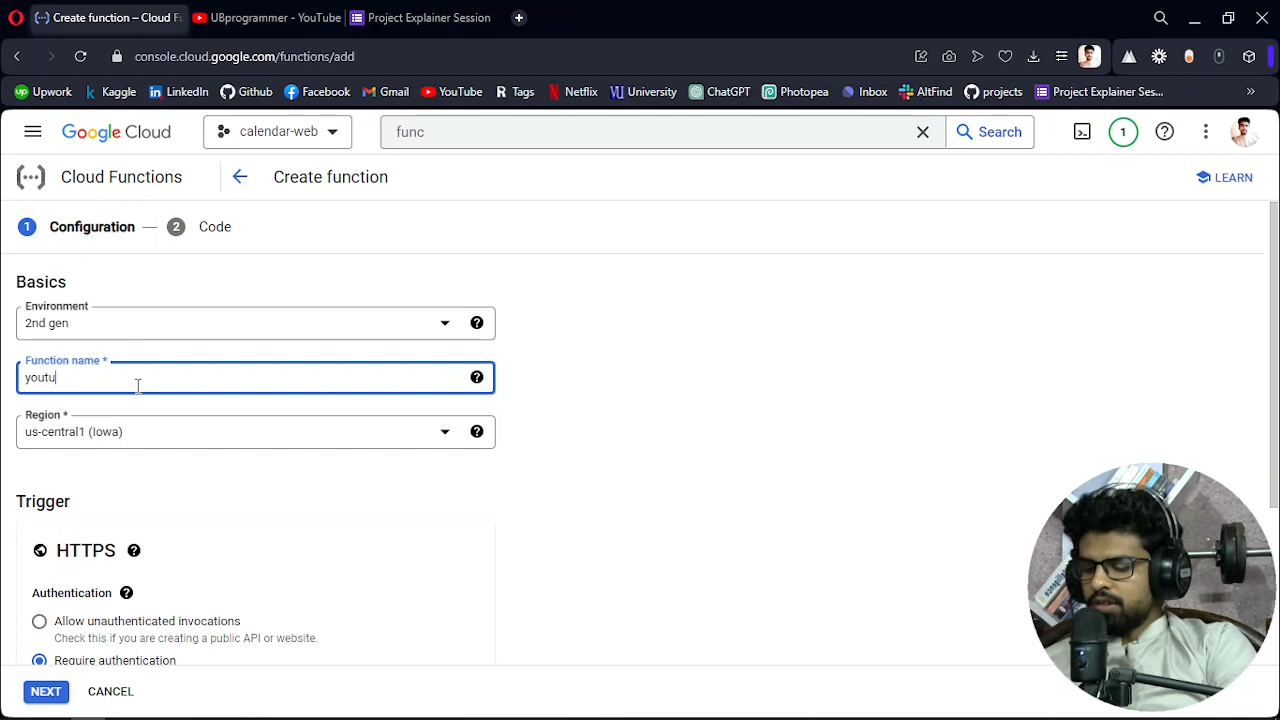 Create function – Cloud F
UBprogrammer - YouTube
Project Explainer Session
console.cloud.google.com/functions/add
Upwork
Kaggle
LinkedIn
Github
Facebook
Gmail
YouTube
Tags
Netflix
University
ChatGPT
Photopea
Inbox
AltFind
projects
Project Explainer Ses...
Google Cloud
calendar-web
func
Search
1
Cloud Functions
Create function
LEARN
1 Configuration — 2 Code
Basics
Environment
2nd gen
Function name *
youtu
Region *
us-central1 (Iowa)
Trigger
HTTPS
Authentication
Allow unauthenticated invocations
Check this if you are creating a public API or website.
Require authentication
NEXT
CANCEL